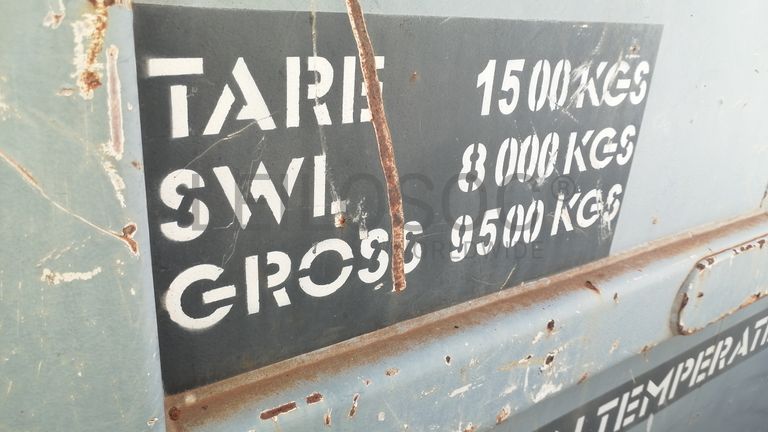 TARE 1500 KGS
SWL 8000 KGS
GROSS 9500 KGS
TEMPERAT